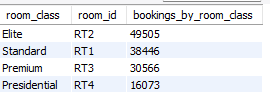 room_class room_id bookings_by_room_class
Elite RT2 49505
Standard RT1 38446
Premium RT3 30566
Presidential RT4 16073